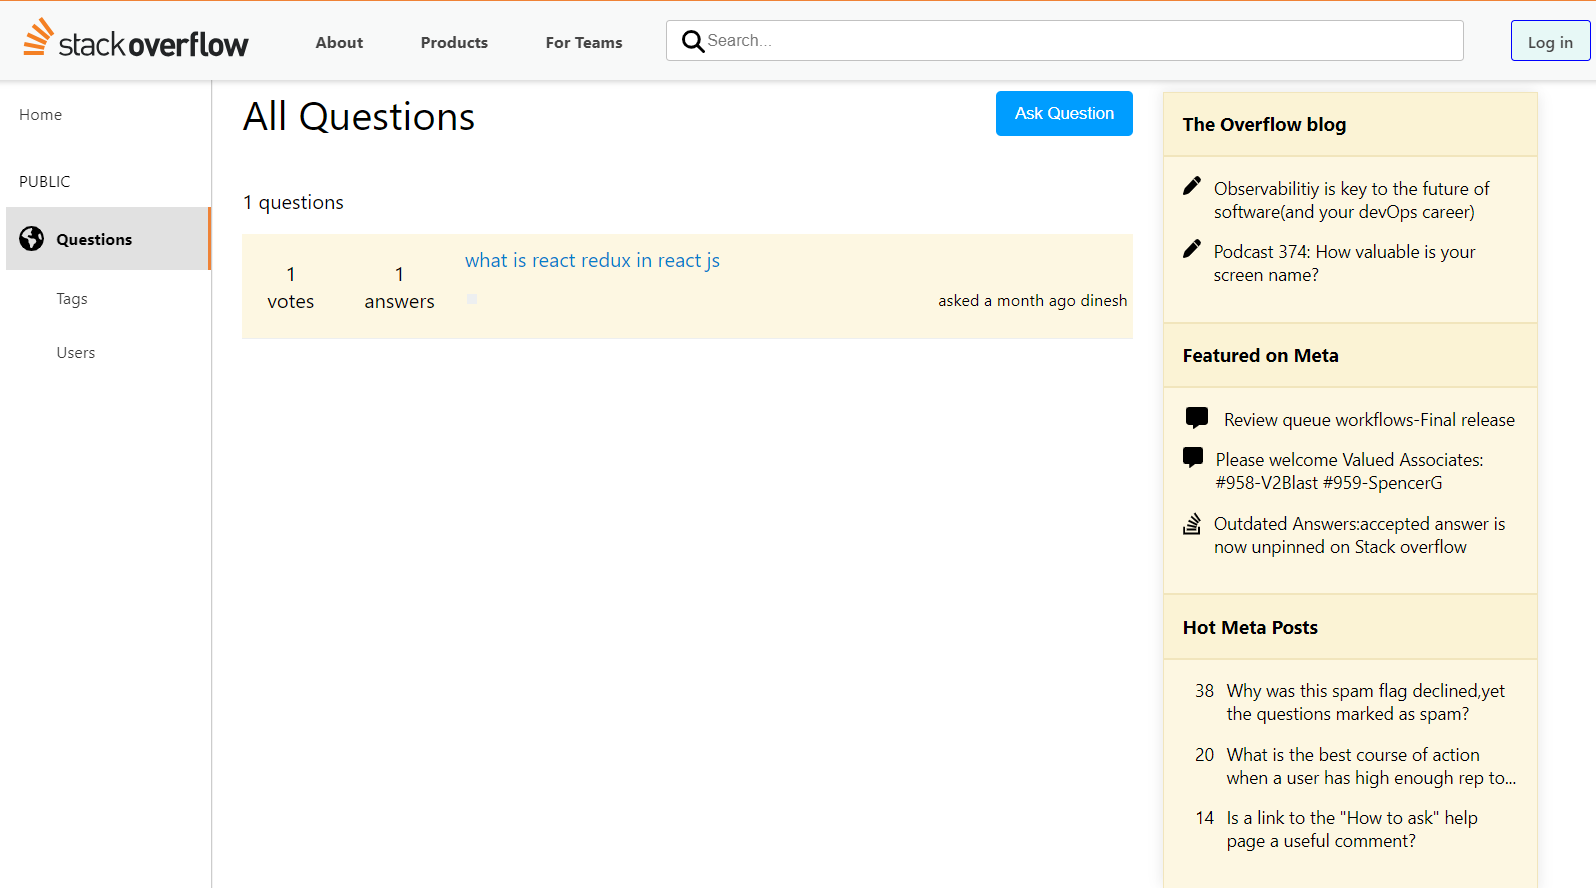 stack overflow
About
Products
For Teams
Search...
Log in
Home
PUBLIC
Questions
Tags
Users
All Questions
Ask Question
1 questions
1
votes
1
answers
what is react redux in react js
asked a month ago dinesh
The Overflow blog
Observabilitiy is key to the future of
software(and your devOps career)
Podcast 374: How valuable is your
screen name?
Featured on Meta
Review queue workflows-Final release
Please welcome Valued Associates:
#958-V2Blast #959-SpencerG
Outdated Answers:accepted answer is
now unpinned on Stack overflow
Hot Meta Posts
38 Why was this spam flag declined,yet
the questions marked as spam?
20 What is the best course of action
when a user has high enough rep to...
14 Is a link to the "How to ask" help
page a useful comment?